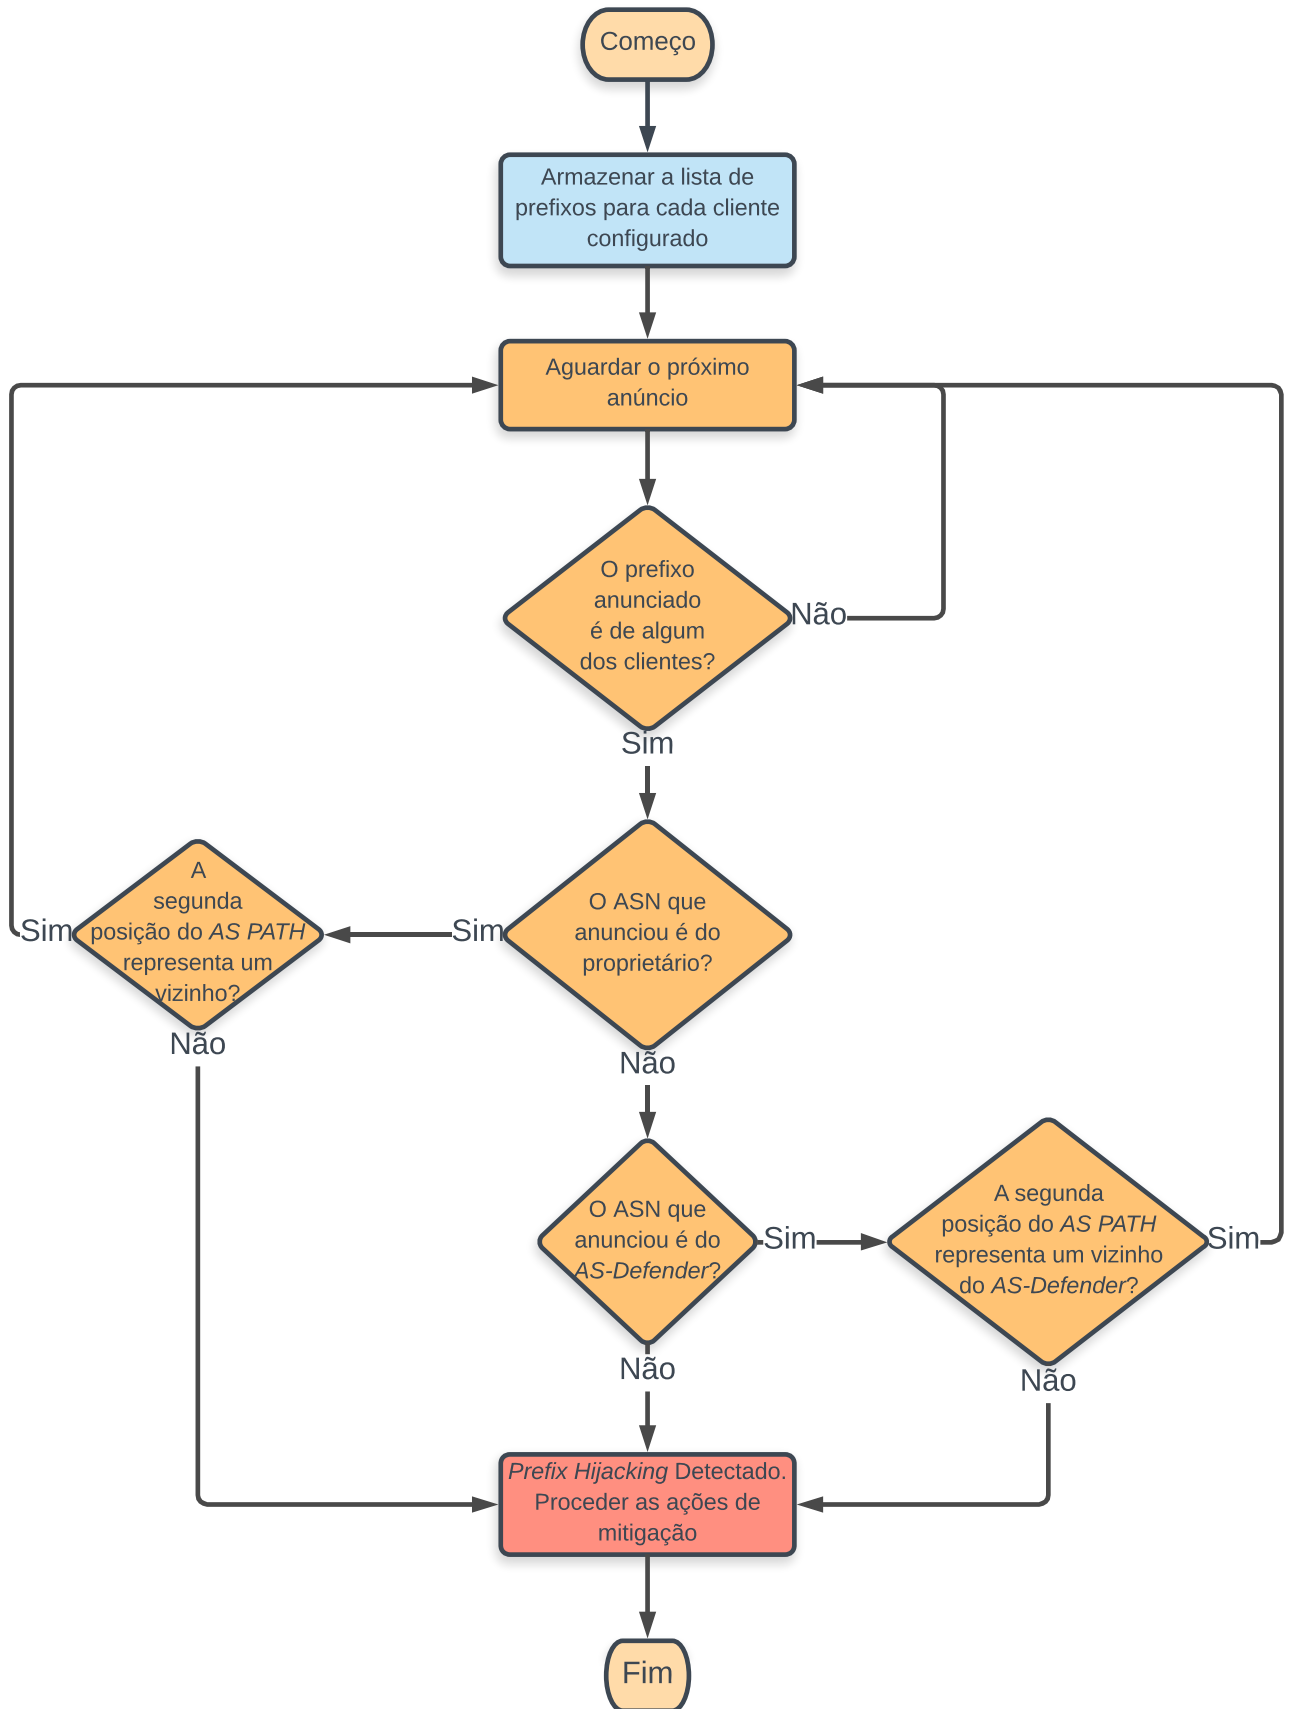 Começo
Armazenar a lista de
prefixos para cada cliente
configurado
Aguardar o próximo
anúncio
O prefixo
anunciado
é de algum
dos clientes?
Não
Sim
A
segunda
posição do AS PATH
representa um
vizinho?
Sim
Sim
O ASN que
anunciou é do
proprietário?
Não
Não
O ASN que
anunciou é do
AS-Defender?
Sim
A segunda
posição do AS PATH
representa um vizinho
do AS-Defender?
Sim
Não
Não
Prefix Hijacking Detectado.
Proceder as ações de
mitigação
Fim